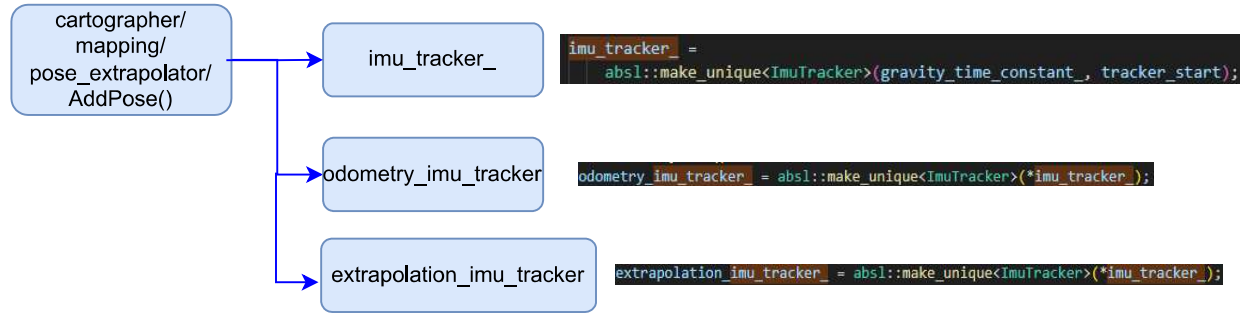 cartographer/
mapping/
pose_extrapolator/
AddPose()
imu_tracker_
imu_tracker_ =
absl::make_unique<ImuTracker>(gravity_time_constant_, tracker_start);
odometry_imu_tracker
odometry_imu_tracker_ = absl::make_unique<ImuTracker>(*imu_tracker_);
extrapolation_imu_tracker
extrapolation_imu_tracker_ = absl::make_unique<ImuTracker>(*imu_tracker_);